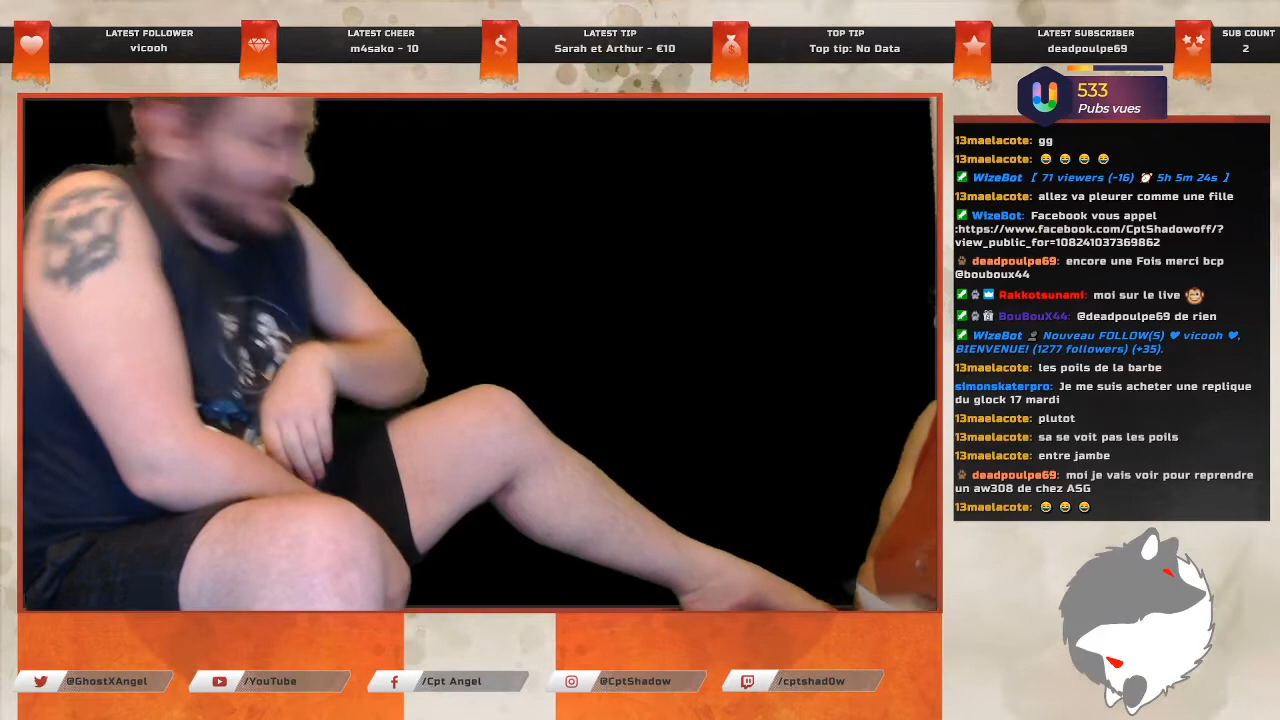 LATEST FOLLOWER
vicooh
LATEST CHEER
m4sako - 10
LATEST TIP
Sarah et Arthur - €10
TOP TIP
Top tip: No Data
LATEST SUBSCRIBER
deadpoulpe69
SUB COUNT
2
533
Pubs vues
13maelacote: gg
13maelacote: 😂 😂 😂 😂
WizeBot 〖 71 viewers (-16) ⏰ 5h 5m 24s 〗
13maelacote: allez va pleurer comme une fille
WizeBot: Facebook vous appel
:https://www.facebook.com/CptShadowoff/?
view_public_for=108241037369862
deadpoulpe69: encore une Fois merci bcp
@bouboux44
Rakkotsunami: moi sur le live 🐵
BouBouX44: @deadpoulpe69 de rien
WizeBot 👤 Nouveau FOLLOW(S) ♥ vicooh ♥,
BIENVENUE! (1277 followers) (+35).
13maelacote: les poils de la barbe
simonskaterpro: Je me suis acheter une replique
du glock 17 mardi
13maelacote: plutot
13maelacote: sa se voit pas les poils
13maelacote: entre jambe
deadpoulpe69: moi je vais voir pour reprendre
un aw308 de chez ASG
13maelacote: 😂 😂 😂
@GhostXAngel
/YouTube
/Cpt Angel
@CptShadow
/cptshad0w